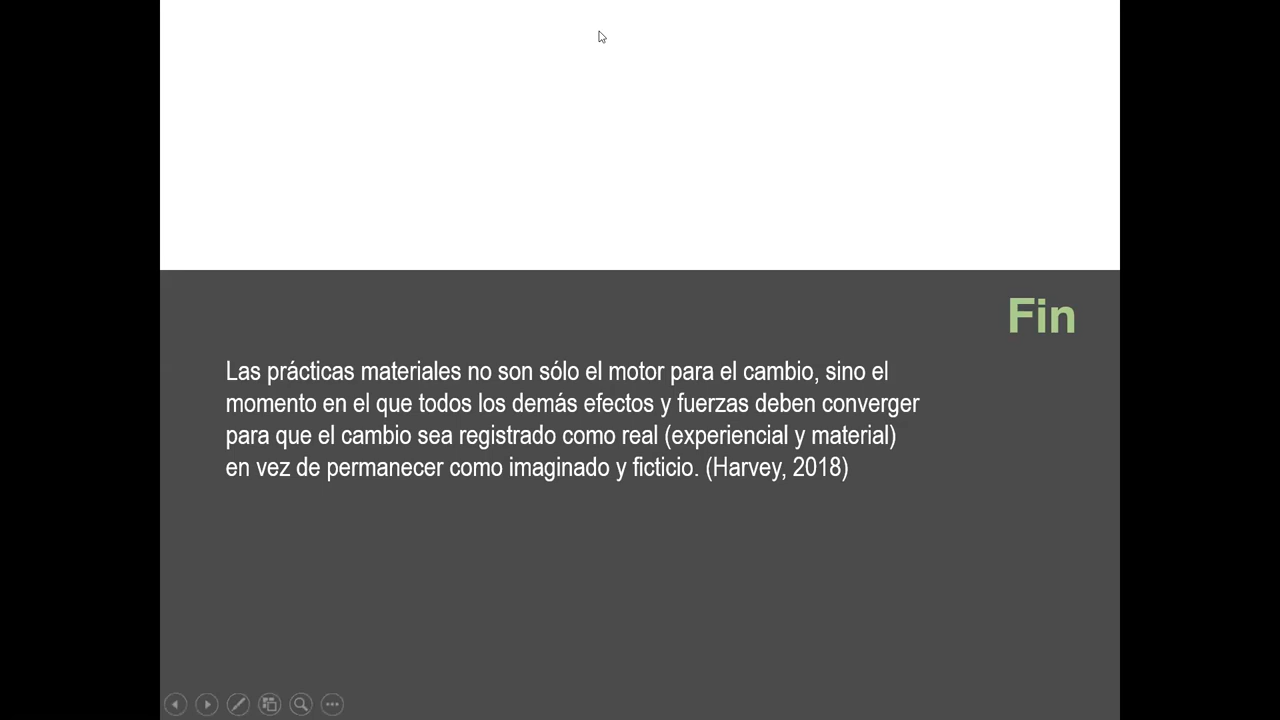 Fin
Las prácticas materiales no son sólo el motor para el cambio, sino el
momento en el que todos los demás efectos y fuerzas deben converger
para que el cambio sea registrado como real (experiencial y material)
en vez de permanecer como imaginado y ficticio. (Harvey, 2018)